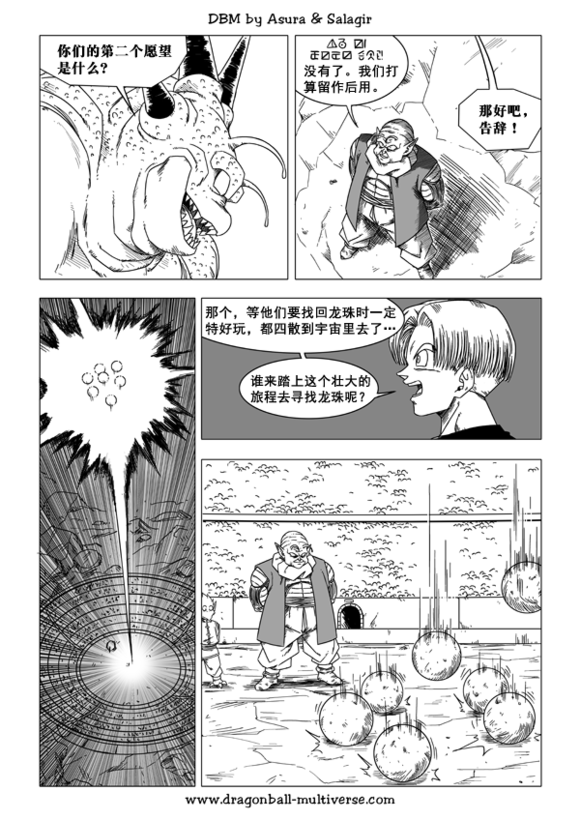 DBM by Asura & Salagir
你们的第二个愿望
是什么?
没有了。我们打
算留作后用。
那好吧，
告辞！
那个，等他们要找回龙珠时一定
特好玩，都四散到宇宙里去了…
谁来踏上这个壮大的
旅程去寻找龙珠呢？
www.dragonball-multiverse.com